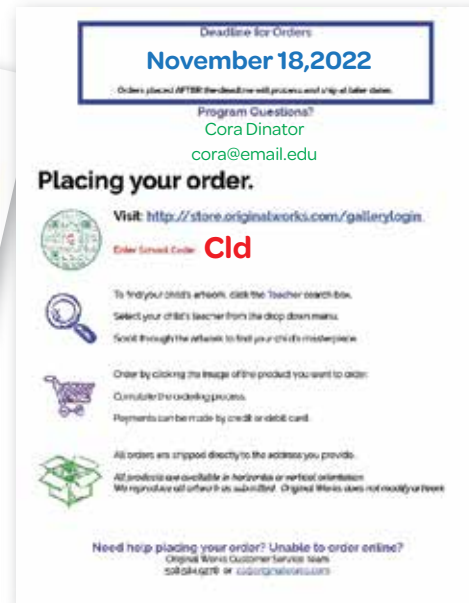 Deadline for Orders
November 18,2022
Orders placed AFTER the deadline will process and ship at later dates.
Program Questions?
Cora Dinator
cora@email.edu
Placing your order.
Visit: http://store.originalworks.com/gallerylogin
Enter School Code: Cld
To find your child's artwork, click the Teacher search box.
Select your child's teacher from the drop down menu.
Scroll through the artwork to find your child's masterpiece.
Order by clicking the image of the product you want to order.
Complete the ordering process.
Payments can be made by credit or debit card.
All orders are shipped directly to the address you provide.
All products are available in horizontal or vertical orientation.
We reproduce all artwork as submitted. Original Works does not modify artwork
Need help placing your order? Unable to order online?
Original Works Customer Service Team
or